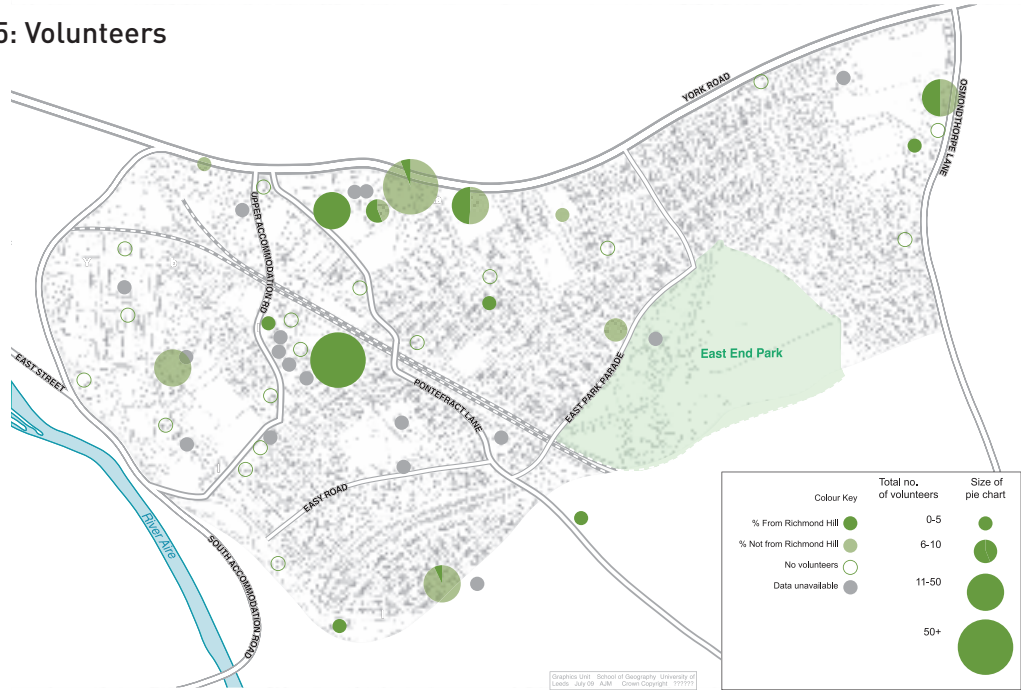 5: Volunteers
YORK ROAD
OSMONDTHORPE LANE
UPPER ACCOMMODATION RD
EAST STREET
PONTEFRACT LANE
EAST PARK PARADE
East End Park
EASY ROAD
River Aire
SOUTH ACCOMMODATION ROAD
Colour Key
Total no. of volunteers
Size of pie chart
% From Richmond Hill
0-5
% Not from Richmond Hill
6-10
No volunteers
11-50
Data unavailable
50+
Graphics Unit School of Geography University of
Leeds July 09 AJM Crown Copyright ??????